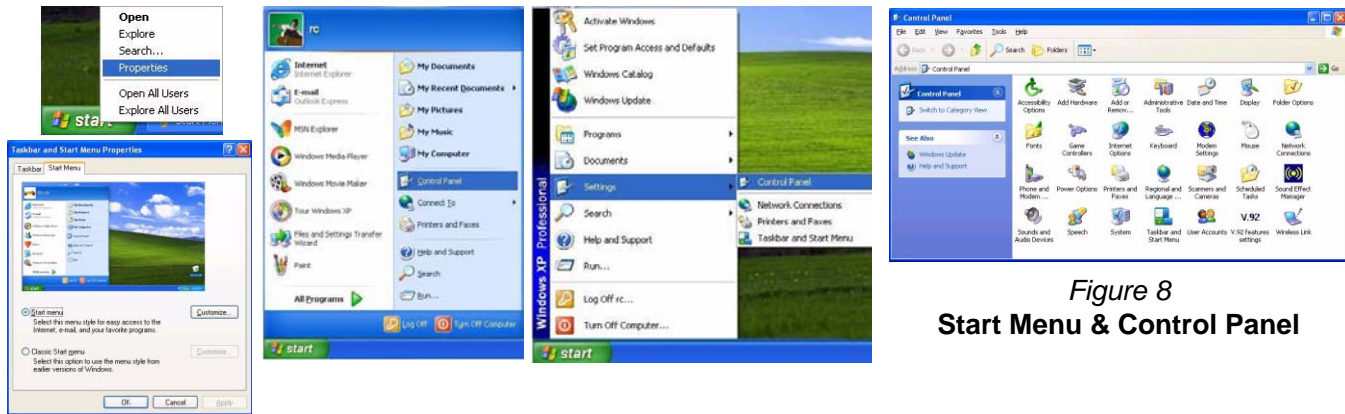 Open
Explore
Search...
Properties
Open All Users
Explore All Users
start
Taskbar and Start Menu Properties
Taskbar
Start Menu
Start menu
Select this menu style for easy access to the
Internet, e-mail, and your favorite programs.
Customize...
Classic Start menu
Select this option to use the menu style from
earlier versions of Windows.
Customize...
OK
Cancel
Apply
rc
Internet
Internet Explorer
E-mail
Outlook Express
MSN Explorer
Windows Media Player
Windows Movie Maker
Tour Windows XP
Files and Settings Transfer
Wizard
Paint
All Programs
My Documents
My Recent Documents
My Pictures
My Music
My Computer
Control Panel
Connect To
Printers and Faxes
Help and Support
Search
Run...
Log Off
Turn Off Computer
start
Windows XP Professional
Activate Windows
Set Program Access and Defaults
Windows Catalog
Windows Update
Programs
Documents
Settings
Search
Help and Support
Run...
Log Off rc...
Turn Off Computer...
Control Panel
Network Connections
Printers and Faxes
Taskbar and Start Menu
start
Control Panel
File Edit View Favorites Tools Help
Back
Search
Folders
Address
Control Panel
Go
Control Panel
Switch to Category View
See Also
Windows Update
Help and Support
Accessibility
Options
Add Hardware
Add or
Remov...
Administrative
Tools
Date and Time
Display
Folder Options
Fonts
Game
Controllers
Internet
Options
Keyboard
Modem
Settings
Mouse
Network
Connections
Phone and
Modem ...
Power Options
Printers and
Faxes
Regional and
Language ...
Scanners and
Cameras
Scheduled
Tasks
Sound Effect
Manager
Sounds and
Audio Devices
Speech
System
Taskbar and
Start Menu
User Accounts
V.92
V.92 Features
settings
Wireless Link
Figure 8
Start Menu & Control Panel